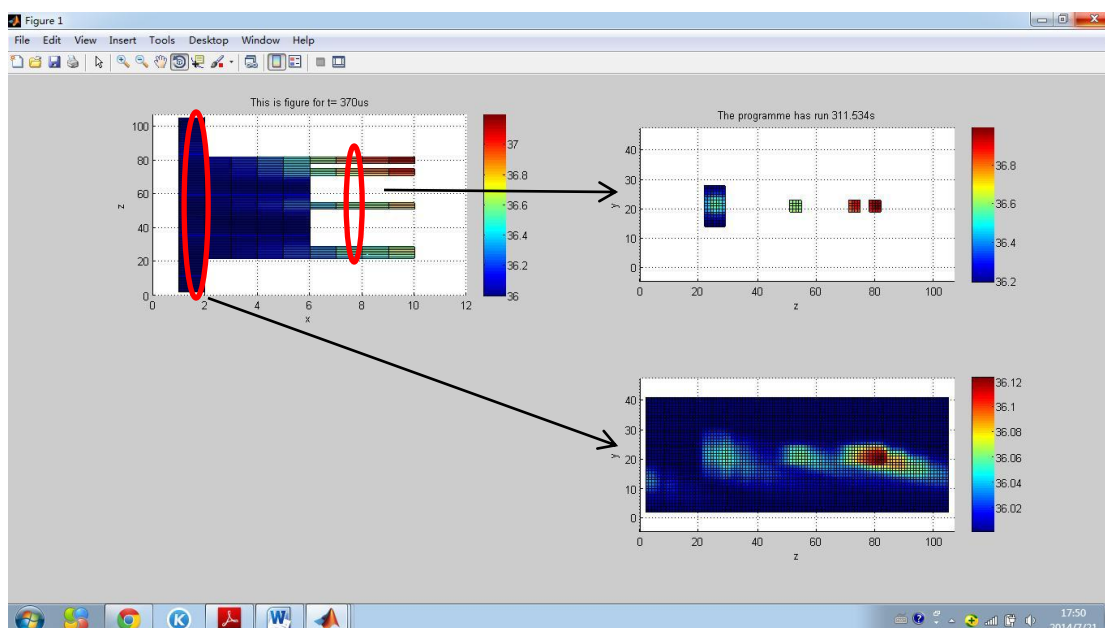 Figure 1
File Edit View Insert Tools Desktop Window Help
This is figure for t= 370us
100
80
60
40
20
0
z
0 2 4 6 8 10 12
x
37
36.8
36.6
36.4
36.2
36
The programme has run 311.534s
40
30
20
10
0
y
0 20 40 60 80 100
z
36.8
36.6
36.4
36.2
40
30
20
10
0
y
0 20 40 60 80 100
z
36.12
36.1
36.08
36.06
36.04
36.02
K
W
17:50
2014/7/21